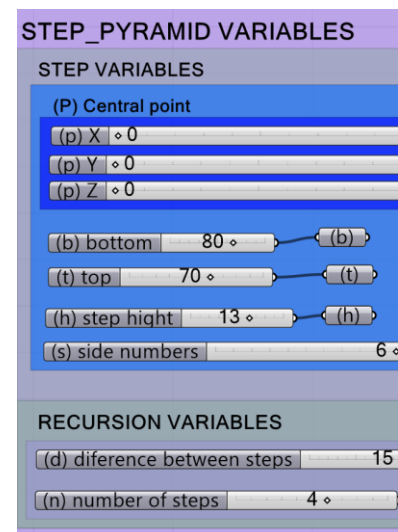 STEP_PYRAMID VARIABLES
STEP VARIABLES
(P) Central point
(p) X 0
(p) Y 0
(p) Z 0
(b) bottom 80 (b)
(t) top 70 (t)
(h) step hight 13 (h)
(s) side numbers 6
RECURSION VARIABLES
(d) diference between steps 15
(n) number of steps 4